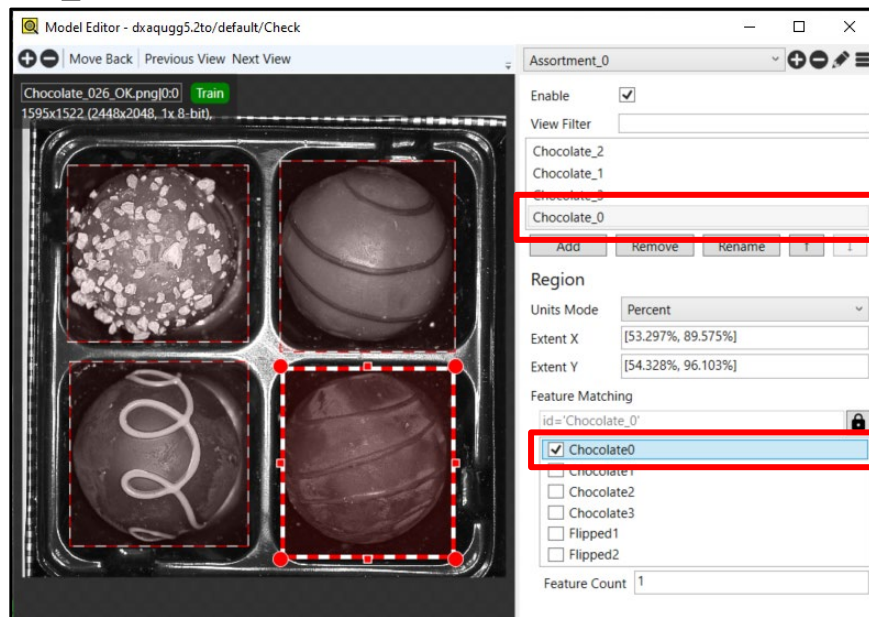 Model Editor - dxaqugg5.2to/default/Check
Move Back Previous View Next View
Assortment_0
Chocolate_026_OK.png|0:0 Train
1595x1522 (2448x2048, 1x 8-bit),
Enable
View Filter
Chocolate_2
Chocolate_1
Chocolate_3
Chocolate_0
Add Remove Rename ↑ ↓
Region
Units Mode Percent
Extent X [53.297%, 89.575%]
Extent Y [54.328%, 96.103%]
Feature Matching
id='Chocolate_0'
Chocolate0
Chocolate1
Chocolate2
Chocolate3
Flipped1
Flipped2
Feature Count 1